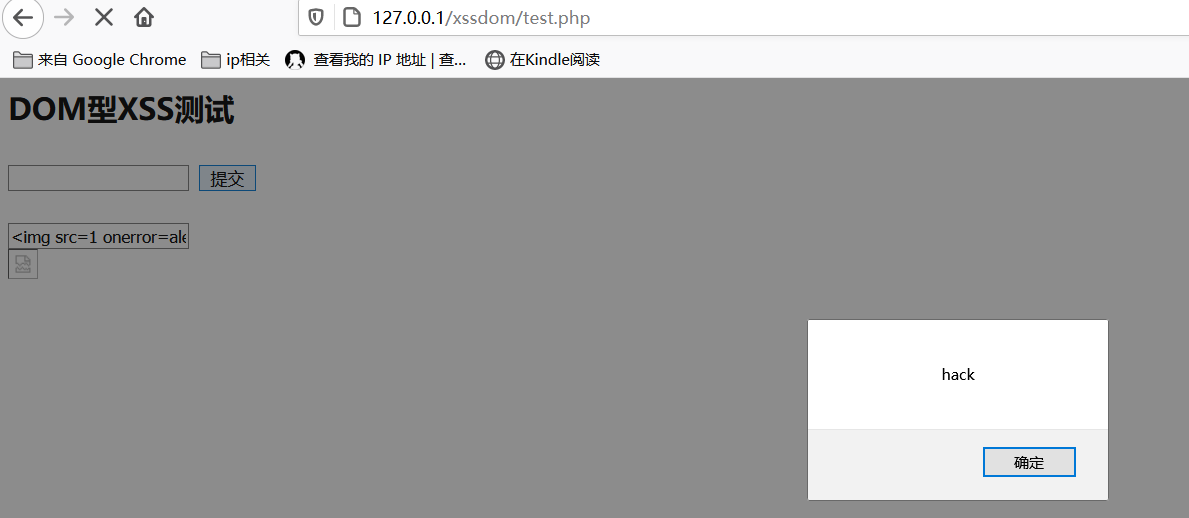 127.0.0.1/xssdom/test.php
来自 Google Chrome ip相关 查看我的 IP 地址 | 查... 在Kindle阅读
DOM型XSS测试
提交
<img src=1 onerror=ale
hack
确定